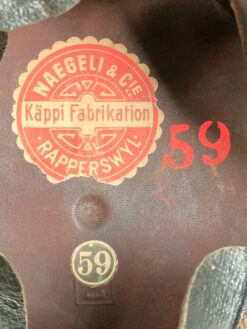 NAEGELI & CIE
Käppi Fabrikation
· RAPPERSWYL ·
59
59